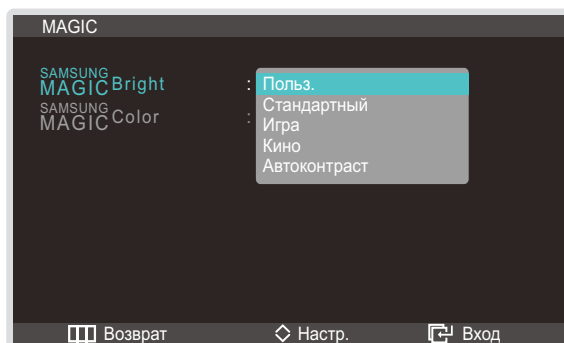 MAGIC
SAMSUNG
MAGIC Bright : Польз.
Стандартный
SAMSUNG
MAGIC Color :
Игра
Кино
Автоконтраст
Возврат Настр. Вход